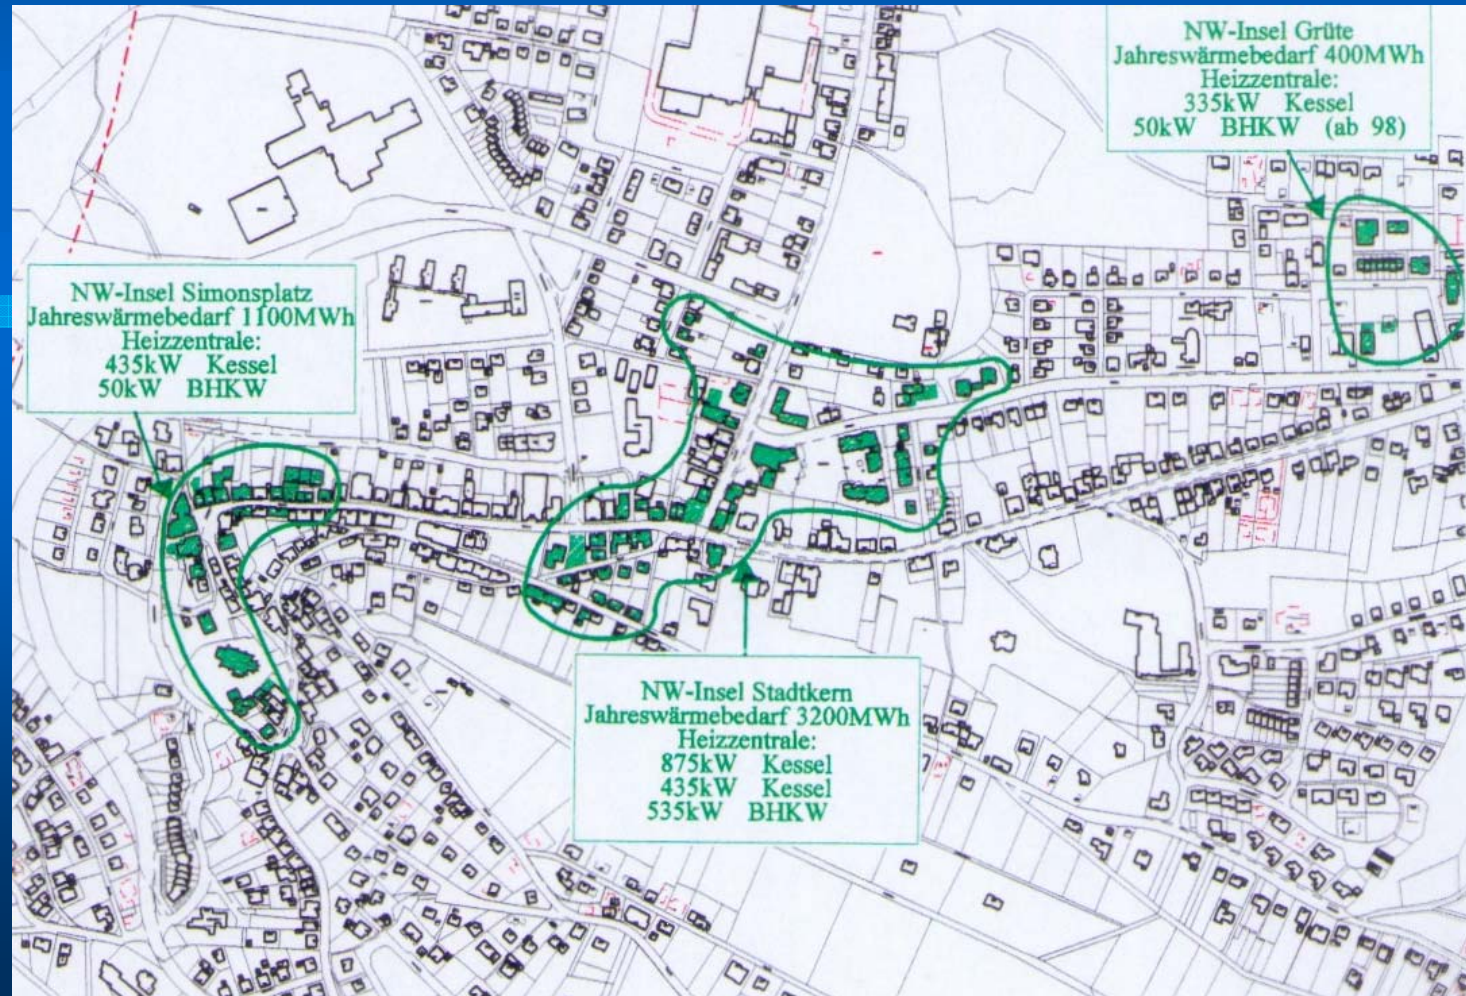 NW-Insel Grüte
Jahreswärmebedarf 400MWh
Heizzentrale:
335kW Kessel
50kW BHKW (ab 98)
NW-Insel Simonsplatz
Jahreswärmebedarf 1100MWh
Heizzentrale:
435kW Kessel
50kW BHKW
NW-Insel Stadtkern
Jahreswärmebedarf 3200MWh
Heizzentrale:
875kW Kessel
435kW Kessel
535kW BHKW